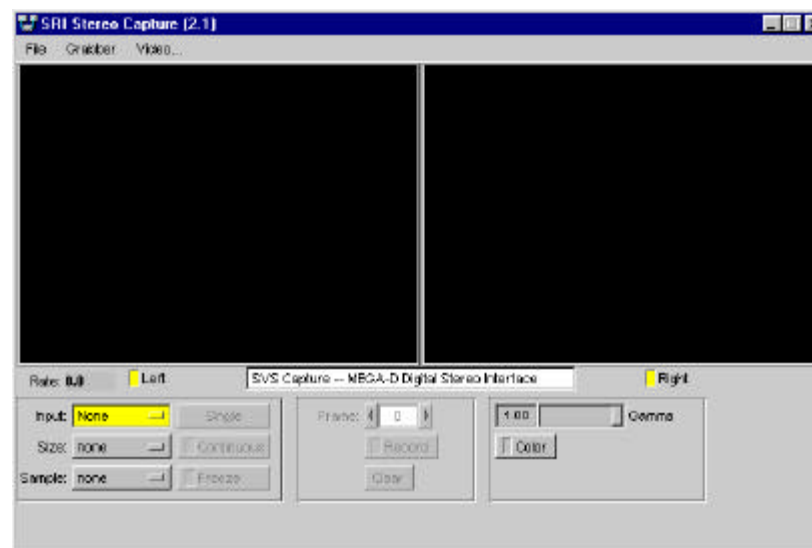 SRI Stereo Capture (2.1)
File Grabber Video...
Rate: 0.0 Left SVS Capture -- MEGA-D Digital Stereo Interface Right
Input: None Single Frame: 0 1.00 Gamma
Size: none Continuous Record Color
Sample: none Freeze Clear